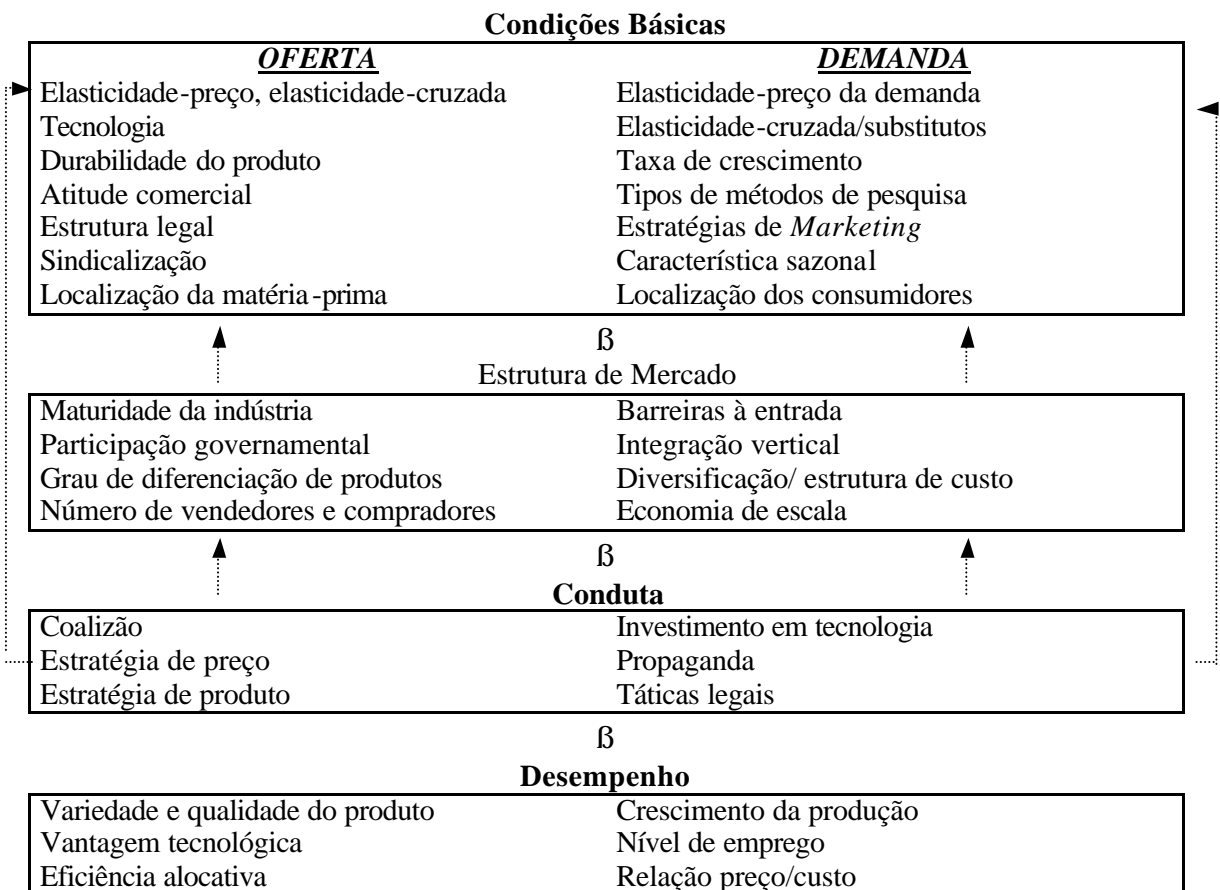 Condições Básicas
OFERTA DEMANDA
Elasticidade-preço, elasticidade-cruzada Elasticidade-preço da demanda
Tecnologia Elasticidade-cruzada/substitutos
Durabilidade do produto Taxa de crescimento
Atitude comercial Tipos de métodos de pesquisa
Estrutura legal Estratégias de Marketing
Sindicalização Característica sazonal
Localização da matéria-prima Localização dos consumidores
ß
Estrutura de Mercado
Maturidade da indústria Barreiras à entrada
Participação governamental Integração vertical
Grau de diferenciação de produtos Diversificação/ estrutura de custo
Número de vendedores e compradores Economia de escala
ß
Conduta
Coalizão Investimento em tecnologia
Estratégia de preço Propaganda
Estratégia de produto Táticas legais
ß
Desempenho
Variedade e qualidade do produto Crescimento da produção
Vantagem tecnológica Nível de emprego
Eficiência alocativa Relação preço/custo